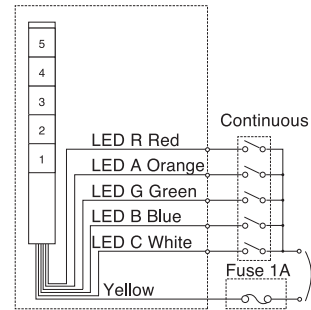 5
4
3
2
1
Continuous
LED R Red
LED A Orange
LED G Green
LED B Blue
LED C White
Fuse 1A
Yellow